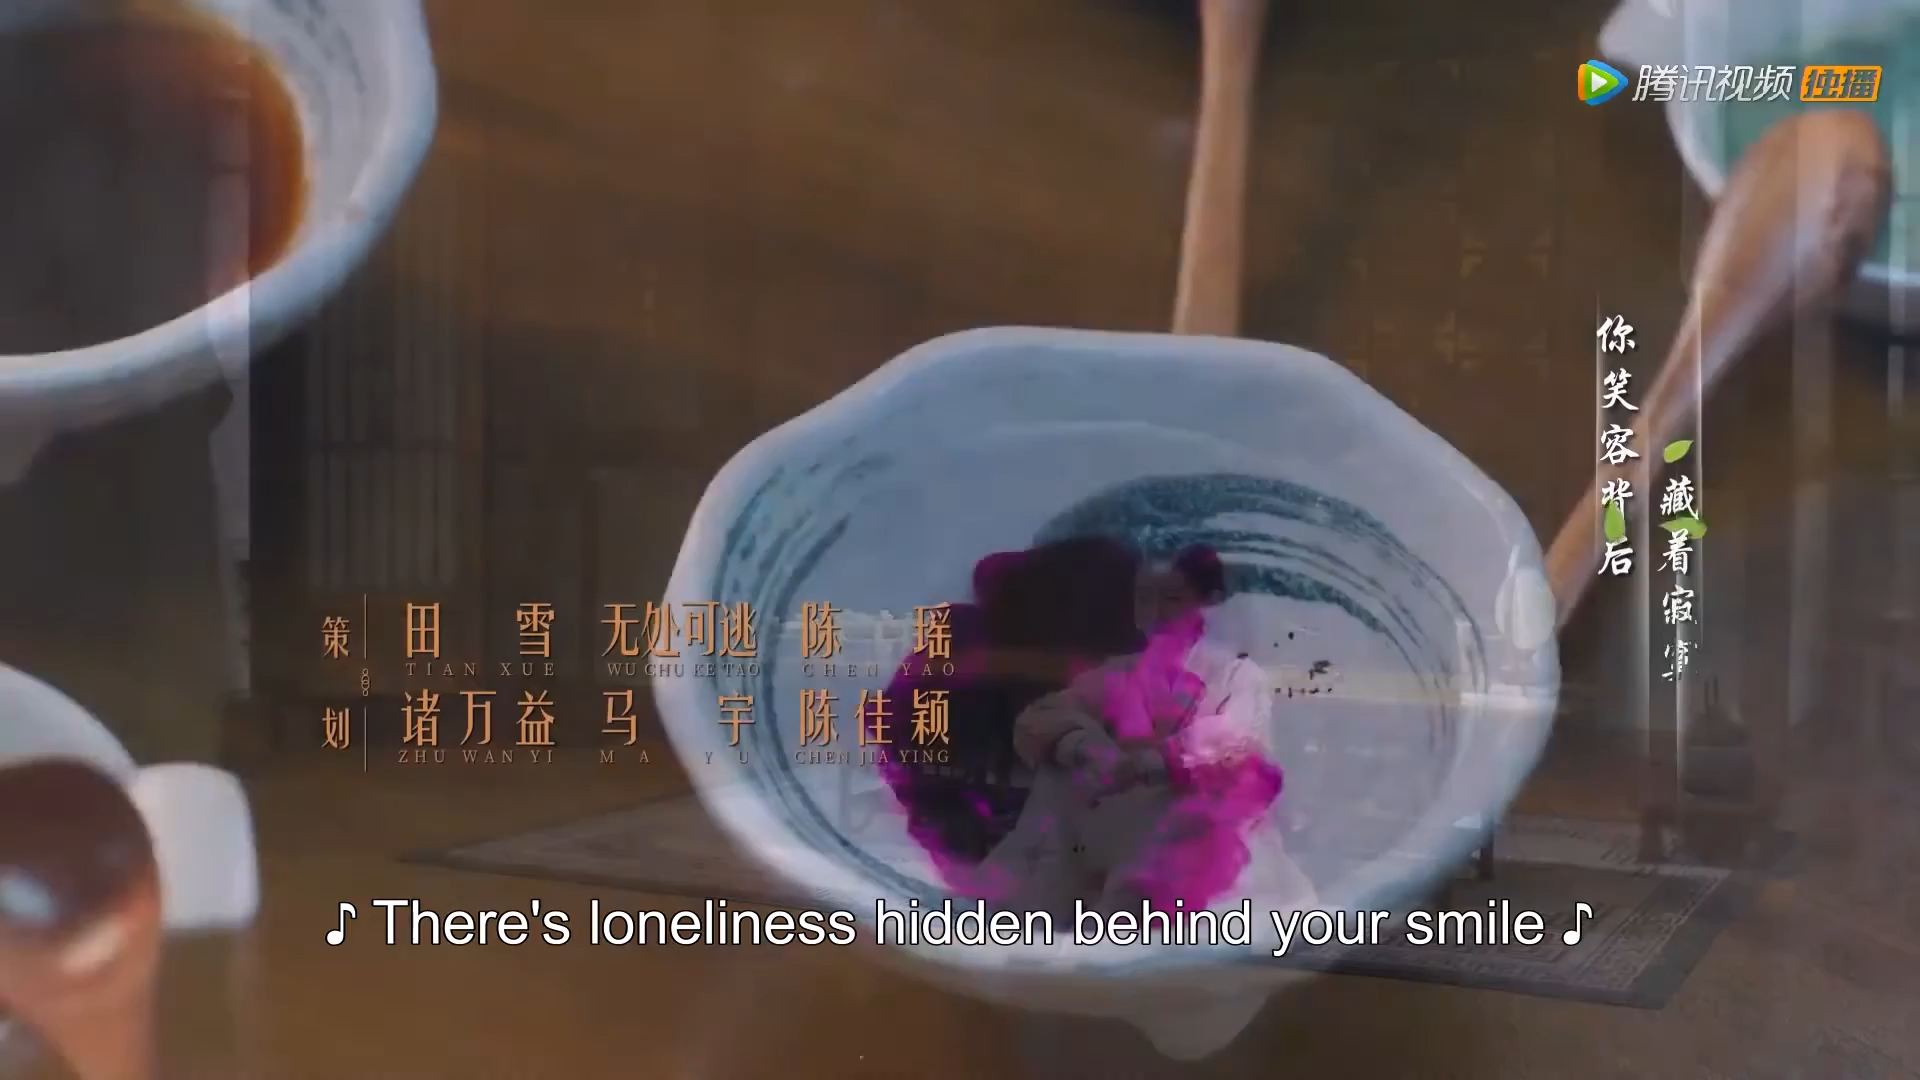 腾讯视频 独播
你笑容背后
藏着寂寞
策划
田雪 无处可逃 陈瑶
TIAN XUE WU CHU KE TAO CHEN YAO
诸万益 马宇 陈佳颖
ZHU WAN YI MA YU CHEN JIA YING
♪ There's loneliness hidden behind your smile ♪